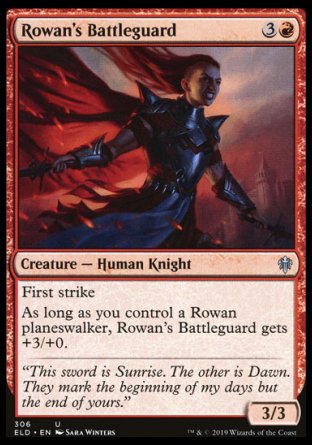 Rowan's Battleguard 3
Creature — Human Knight
First strike
As long as you control a Rowan
planeswalker, Rowan's Battleguard gets
+3/+0.
"This sword is Sunrise. The other is Dawn.
They mark the beginning of my days but
the end of yours."
3/3
306 U
ELD • EN Sara Winters ™ & © 2019 Wizards of the Coast